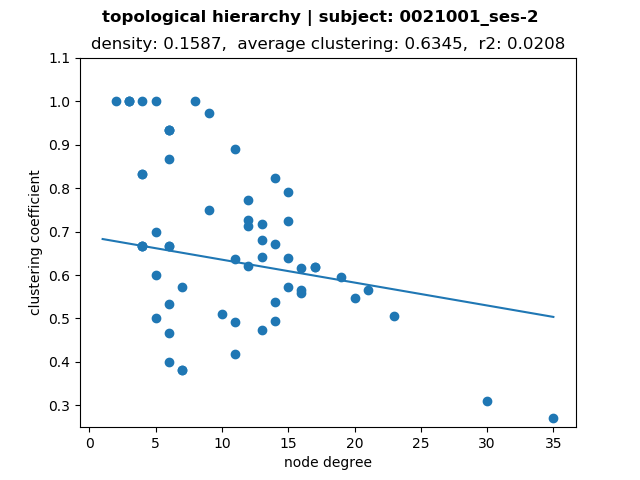 topological hierarchy | subject: 0021001_ses-2
density: 0.1587,  average clustering: 0.6345,  r2: 0.0208
1.1
1.0
0.9
0.8
0.7
0.6
0.5
0.4
0.3
clustering coefficient
0 5 10 15 20 25 30 35
node degree